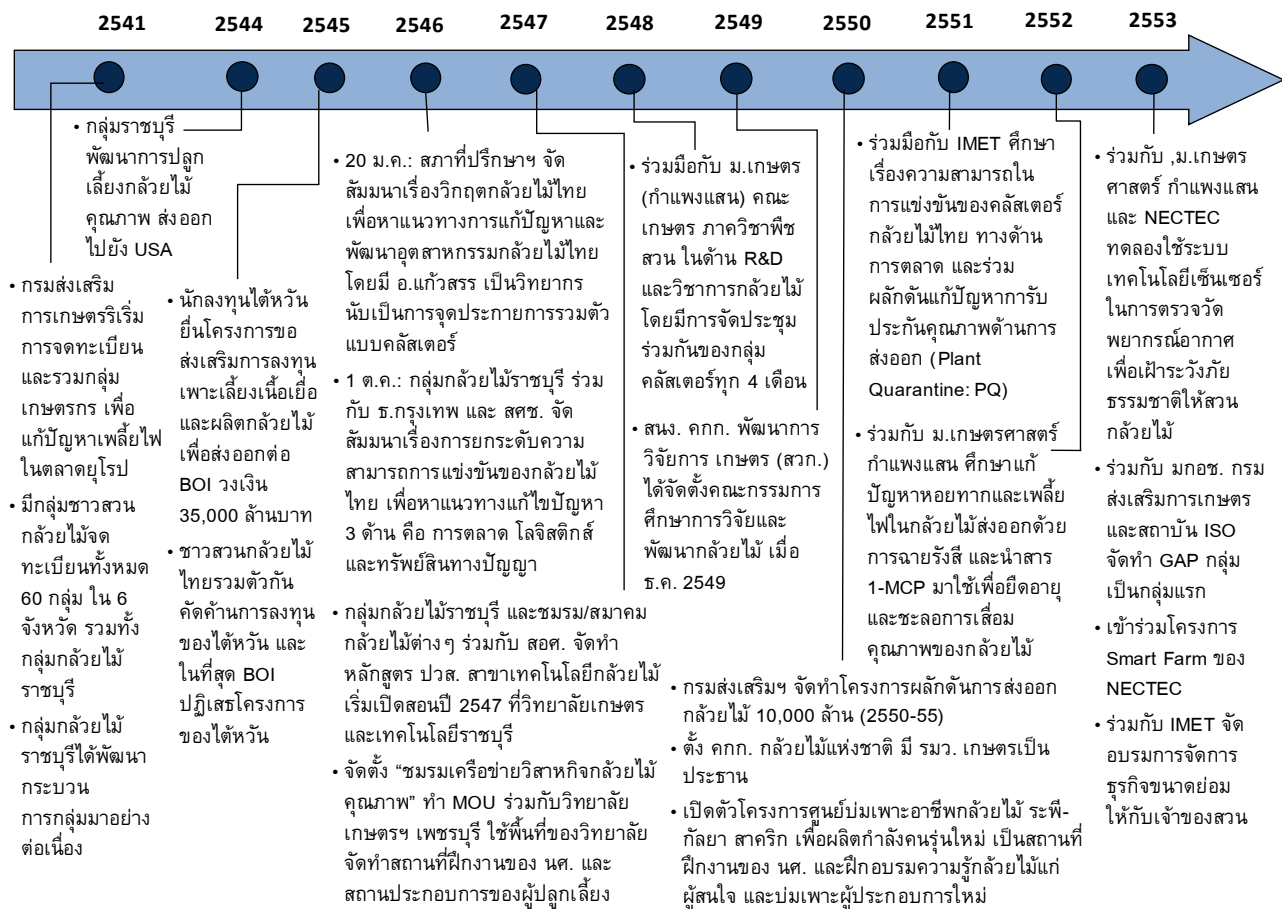 2541
2544
2545
2546
2547
2548
2549
2550
2551
2552
2553
• กรมส่งเสริม
การเกษตรริเริ่ม
การจดทะเบียน
และรวมกลุ่ม
เกษตรกร เพื่อ
แก้ปัญหาเพลี้ยไฟ
ในตลาดยุโรป
• มีกลุ่มชาวสวน
กล้วยไม้จด
ทะเบียนทั้งหมด
60 กลุ่ม ใน 6
จังหวัด รวมทั้ง
กลุ่มกล้วยไม้
ราชบุรี
• กลุ่มกล้วยไม้
ราชบุรีได้พัฒนา
กระบวน
การกลุ่มมาอย่าง
ต่อเนื่อง
• กลุ่มราชบุรี
พัฒนาการปลูก
เลี้ยงกล้วยไม้
คุณภาพ ส่งออก
ไปยัง USA
• นักลงทุนไต้หวัน
ยื่นโครงการขอ
ส่งเสริมการลงทุน
เพาะเลี้ยงเนื้อเยื่อ
และผลิตกล้วยไม้
เพื่อส่งออกต่อ
BOI วงเงิน
35,000 ล้านบาท
• ชาวสวนกล้วยไม้
ไทยรวมตัวกัน
คัดค้านการลงทุน
ของไต้หวัน และ
ในที่สุด BOI
ปฏิเสธโครงการ
ของไต้หวัน
• 20 ม.ค.: สภาที่ปรึกษาฯ จัด
สัมมนาเรื่องวิกฤตกล้วยไม้ไทย
เพื่อหาแนวทางการแก้ปัญหาและ
พัฒนาอุตสาหกรรมกล้วยไม้ไทย
โดยมี อ.แก้วสรร เป็นวิทยากร
นับเป็นการจุดประกายการรวมตัว
แบบคลัสเตอร์
• 1 ต.ค.: กลุ่มกล้วยไม้ราชบุรี ร่วม
กับ ธ.กรุงเทพ และ สศช. จัด
สัมมนาเรื่องการยกระดับความ
สามารถการแข่งขันของกล้วยไม้
ไทย เพื่อหาแนวทางแก้ไขปัญหา
3 ด้าน คือ การตลาด โลจิสติกส์
และทรัพย์สินทางปัญญา
• กลุ่มกล้วยไม้ราชบุรี และชมรม/สมาคม
กล้วยไม้ต่างๆ ร่วมกับ สอศ. จัดทำ
หลักสูตร ปวส. สาขาเทคโนโลยีกล้วยไม้
เริ่มเปิดสอนปี 2547 ที่วิทยาลัยเกษตร
และเทคโนโลยีราชบุรี
• จัดตั้ง “ชมรมเครือข่ายวิสาหกิจกล้วยไม้
คุณภาพ” ทำ MOU ร่วมกับวิทยาลัย
เกษตรฯ เพชรบุรี ใช้พื้นที่ของวิทยาลัย
จัดทำสถานที่ฝึกงานของ นศ. และ
สถานประกอบการของผู้ปลูกเลี้ยง
• ร่วมมือกับ ม.เกษตร
(กำแพงแสน) คณะ
เกษตร ภาควิชาพืช
สวน ในด้าน R&D
และวิชาการกล้วยไม้
โดยมีการจัดประชุม
ร่วมกันของกลุ่ม
คลัสเตอร์ทุก 4 เดือน
• สนง. คกก. พัฒนาการ
วิจัยการ เกษตร (สวก.)
ได้จัดตั้งคณะกรรมการ
ศึกษาการวิจัยและ
พัฒนากล้วยไม้ เมื่อ
ธ.ค. 2549
• กรมส่งเสริมฯ จัดทำโครงการผลักดันการส่งออก
กล้วยไม้ 10,000 ล้าน (2550-55)
• ตั้ง คกก. กล้วยไม้แห่งชาติ มี รมว. เกษตรเป็น
ประธาน
• เปิดตัวโครงการศูนย์บ่มเพาะอาชีพกล้วยไม้ ระพี-
กัลยา สาคริก เพื่อผลิตกำลังคนรุ่นใหม่ เป็นสถานที่
ฝึกงานของ นศ. และฝึกอบรมความรู้กล้วยไม้แก่
ผู้สนใจ และบ่มเพาะผู้ประกอบการใหม่
• ร่วมมือกับ IMET ศึกษา
เรื่องความสามารถใน
การแข่งขันของคลัสเตอร์
กล้วยไม้ไทย ทางด้าน
การตลาด และร่วม
ผลักดันแก้ปัญหาการับ
ประกันคุณภาพด้านการ
ส่งออก (Plant
Quarantine: PQ)
• ร่วมกับ ม.เกษตรศาสตร์
กำแพงแสน ศึกษาแก้
ปัญหาหอยทากและเพลี้ย
ไฟในกล้วยไม้ส่งออกด้วย
การฉายรังสี และนำสาร
1-MCP มาใช้เพื่อยืดอายุ
และชะลอการเสื่อม
คุณภาพของกล้วยไม้
• ร่วมกับ ,ม.เกษตร
ศาสตร์ กำแพงแสน
และ NECTEC
ทดลองใช้ระบบ
เทคโนโลยีเซ็นเซอร์
ในการตรวจวัด
พยากรณ์อากาศ
เพื่อเฝ้าระวังภัย
ธรรมชาติให้สวน
กล้วยไม้
• ร่วมกับ มกอช. กรม
ส่งเสริมการเกษตร
และสถาบัน ISO
จัดทำ GAP กลุ่ม
เป็นกลุ่มแรก
• เข้าร่วมโครงการ
Smart Farm ของ
NECTEC
• ร่วมกับ IMET จัด
อบรมการจัดการ
ธุรกิจขนาดย่อม
ให้กับเจ้าของสวน